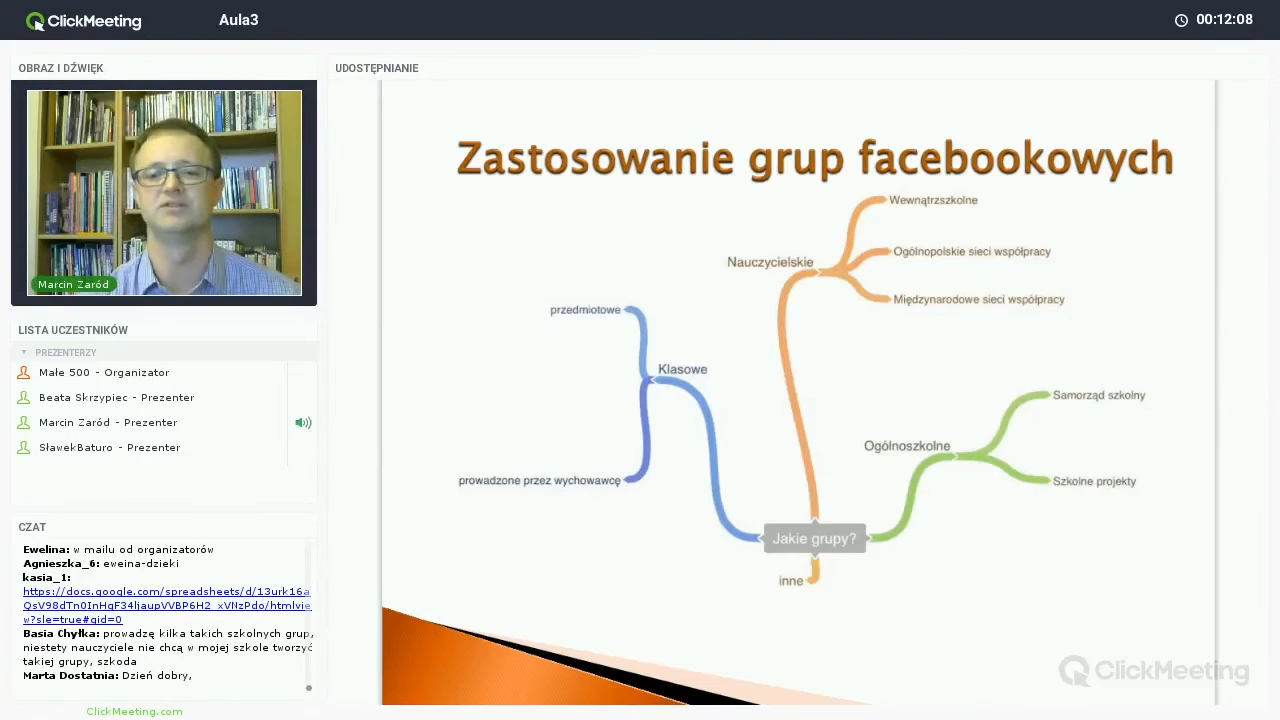 ClickMeeting
Aula3
00:12:08
OBRAZ I DŹWIĘK
Marcin Zaród
LISTA UCZESTNIKÓW
PREZENTERZY
Małe 500 - Organizator
Beata Skrzypiec - Prezenter
Marcin Zaród - Prezenter
SławekBaturo - Prezenter
CZAT
Ewelina: w mailu od organizatorów
Agnieszka_6: eweina-dzieki
kasia_1:
https://docs.google.com/spreadsheets/d/13urk16a
w?sle=true#gid=0
Basia Chyłka: prowadzę kilka takich szkolnych grup,
niestety nauczyciele nie chcą w mojej szkole tworzyć
takiej grupy, szkoda
Marta Dostatnia: Dzień dobry,
ClickMeeting.com
UDOSTĘPNIANIE
Zastosowanie grup facebookowych
Wewnątrzszkolne
Ogólnopolskie sieci współpracy
Nauczycielskie
Międzynarodowe sieci współpracy
przedmiotowe
Klasowe
Samorząd szkolny
Ogólnoszkolne
prowadzone przez wychowawcę
Szkolne projekty
Jakie grupy?
inne
ClickMeeting